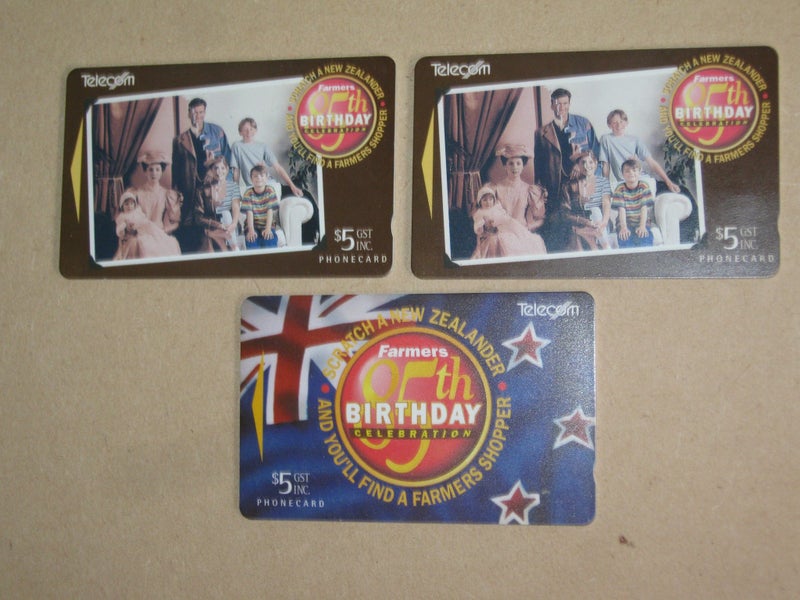 Telecom
SCRATCH A NEW ZEALANDER
Farmers
85th
BIRTHDAY
CELEBRATION
AND YOU'LL FIND A FARMERS SHOPPER
$5 GST
INC.
PHONECARD
Telecom
SCRATCH A NEW ZEALANDER
Farmers
85th
BIRTHDAY
CELEBRATION
AND YOU'LL FIND A FARMERS SHOPPER
$5 GST
INC.
PHONECARD
Telecom
SCRATCH A NEW ZEALANDER
Farmers
85th
BIRTHDAY
CELEBRATION
AND YOU'LL FIND A FARMERS SHOPPER
$5 GST
INC.
PHONECARD